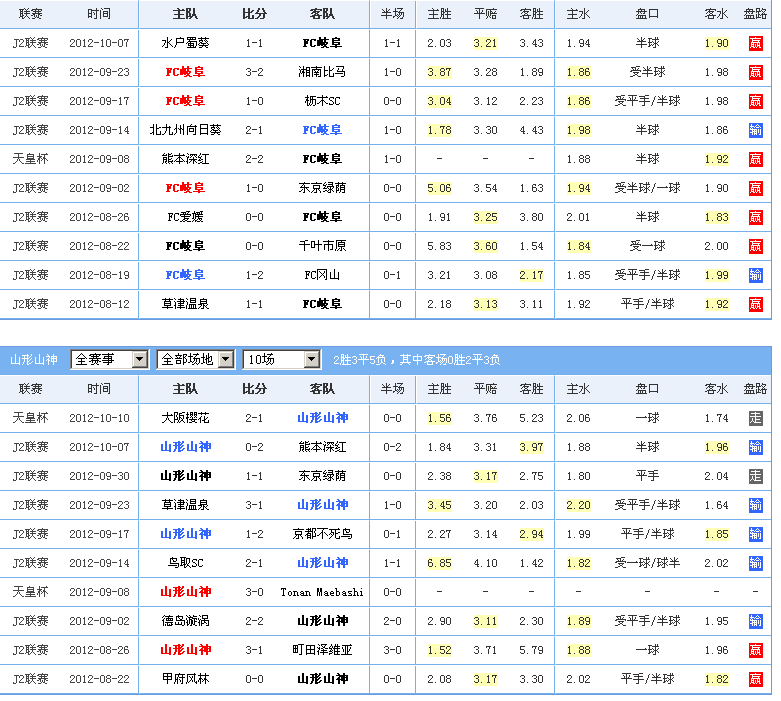 联赛 时间 主队 比分 客队 半场 主胜 平赔 客胜 主水 盘口 客水 盘路
J2联赛 2012-10-07 水户蜀葵 1-1 FC岐阜 1-1 2.03 3.21 3.43 1.94 半球 1.90 赢
J2联赛 2012-09-23 FC岐阜 3-2 湘南比马 1-0 3.87 3.28 1.89 1.86 受半球 1.98 赢
J2联赛 2012-09-17 FC岐阜 1-0 枥木SC 0-0 3.04 3.12 2.23 1.86 受平手/半球 1.98 赢
J2联赛 2012-09-14 北九州向日葵 2-1 FC岐阜 1-0 1.78 3.30 4.43 1.98 半球 1.86 输
天皇杯 2012-09-08 熊本深红 2-2 FC岐阜 1-0 - - - 1.88 半球 1.92 赢
J2联赛 2012-09-02 FC岐阜 1-0 东京绿荫 0-0 5.06 3.54 1.63 1.94 受半球/一球 1.90 赢
J2联赛 2012-08-26 FC爱媛 0-0 FC岐阜 0-0 1.91 3.25 3.80 2.01 半球 1.83 赢
J2联赛 2012-08-22 FC岐阜 0-0 千叶市原 0-0 5.83 3.60 1.54 1.84 受一球 2.00 赢
J2联赛 2012-08-19 FC岐阜 1-2 FC冈山 0-1 3.21 3.08 2.17 1.85 受平手/半球 1.99 输
J2联赛 2012-08-12 草津温泉 1-1 FC岐阜 0-0 2.18 3.13 3.11 1.92 平手/半球 1.92 赢
山形山神 全赛事 全部场地 10场 2胜3平5负，其中客场0胜2平3负
联赛 时间 主队 比分 客队 半场 主胜 平赔 客胜 主水 盘口 客水 盘路
天皇杯 2012-10-10 大阪樱花 2-1 山形山神 0-0 1.56 3.76 5.23 2.06 一球 1.74 走
J2联赛 2012-10-07 山形山神 0-2 熊本深红 0-2 1.84 3.31 3.97 1.88 半球 1.96 输
J2联赛 2012-09-30 山形山神 1-1 东京绿荫 0-0 2.38 3.17 2.75 1.80 平手 2.04 走
J2联赛 2012-09-23 草津温泉 3-1 山形山神 1-0 3.45 3.20 2.03 2.20 受平手/半球 1.64 输
J2联赛 2012-09-17 山形山神 1-2 京都不死鸟 0-1 2.27 3.14 2.94 1.99 平手/半球 1.85 输
J2联赛 2012-09-14 鸟取SC 2-1 山形山神 1-1 6.85 4.10 1.42 1.82 受一球/球半 2.02 输
天皇杯 2012-09-08 山形山神 3-0 Tonan Maebashi 0-0 - - - - - - -
J2联赛 2012-09-02 德岛漩涡 2-2 山形山神 2-0 2.90 3.11 2.30 1.89 受平手/半球 1.95 输
J2联赛 2012-08-26 山形山神 3-1 町田泽维亚 3-0 1.52 3.71 5.79 1.88 一球 1.96 赢
J2联赛 2012-08-22 甲府风林 0-0 山形山神 0-0 2.08 3.17 3.30 2.02 平手/半球 1.82 赢